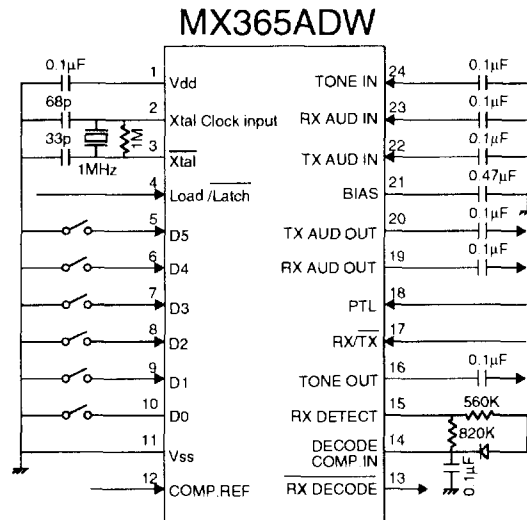 MX365ADW
0.1µF 1 Vdd
68p 2 Xtal Clock input
1M
33p 3 Xtal
1MHz
4 Load /Latch
5 D5
6 D4
7 D3
8 D2
9 D1
10 D0
11 Vss
12 COMP.REF
TONE IN 24 0.1µF
RX AUD IN 23 0.1µF
TX AUD IN 22 0.1µF
BIAS 21 0.47µF
TX AUD OUT 20 0.1µF
RX AUD OUT 19 0.1µF
PTL 18
RX/TX 17
TONE OUT 16 0.1µF
RX DETECT 15 560K
820K
DECODE 14
COMP.IN
0.1µF
RX DECODE 13